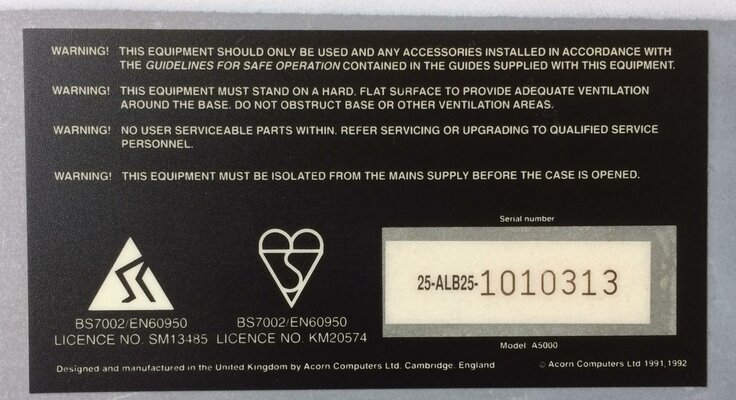 WARNING! THIS EQUIPMENT SHOULD ONLY BE USED AND ANY ACCESSORIES INSTALLED IN ACCORDANCE WITH
THE GUIDELINES FOR SAFE OPERATION CONTAINED IN THE GUIDES SUPPLIED WITH THIS EQUIPMENT.
WARNING! THIS EQUIPMENT MUST STAND ON A HARD. FLAT SURFACE TO PROVIDE ADEQUATE VENTILATION
AROUND THE BASE. DO NOT OBSTRUCT BASE OR OTHER VENTILATION AREAS.
WARNING! NO USER SERVICEABLE PARTS WITHIN. REFER SERVICING OR UPGRADING TO QUALIFIED SERVICE
PERSONNEL.
WARNING! THIS EQUIPMENT MUST BE ISOLATED FROM THE MAINS SUPPLY BEFORE THE CASE IS OPENED.
Serial number
25-ALB25-1010313
BS7002/EN60950
LICENCE NO. SM13485
BS7002/EN60950
LICENCE NO. KM20574
Model A5000
Designed and manufactured in the United Kingdom by Acorn Computers Ltd. Cambridge. England
© Acorn Computers Ltd 1991,1992